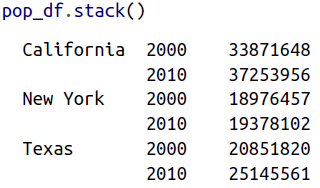 pop_df.stack()
California 2000 33871648
2010 37253956
New York 2000 18976457
2010 19378102
Texas 2000 20851820
2010 25145561